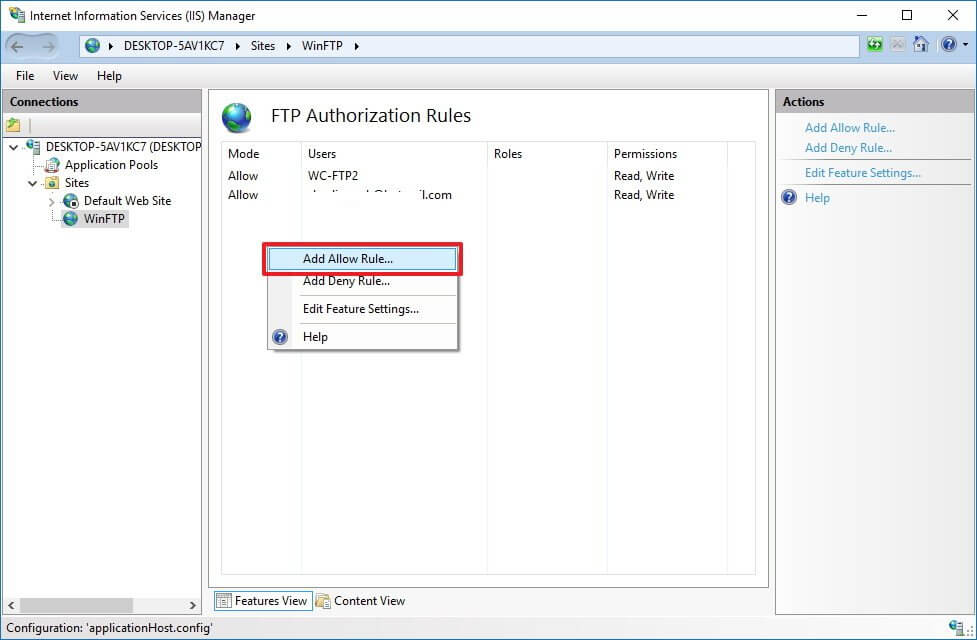 Internet Information Services (IIS) Manager
DESKTOP-5AV1KC7 Sites WinFTP
File View Help
Connections
DESKTOP-5AV1KC7 (DESKTOP
Application Pools
Sites
Default Web Site
WinFTP
FTP Authorization Rules
Mode Users Roles Permissions
Allow WC-FTP2 Read, Write
Allow l.com Read, Write
Add Allow Rule...
Add Deny Rule...
Edit Feature Settings...
Help
Features View Content View
Actions
Add Allow Rule...
Add Deny Rule...
Edit Feature Settings...
Help
Configuration: 'applicationHost.config'